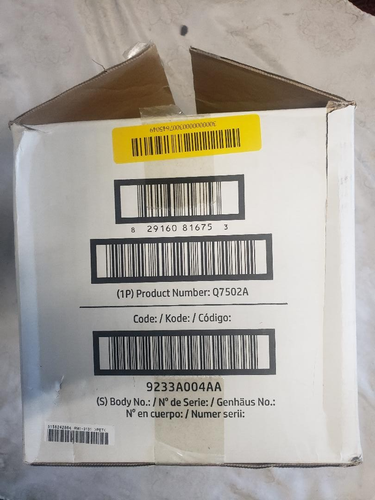 8 29160 81675 3
(1P) Product Number: Q7502A
Code: / Kode: / Código:
9233A004AA
(S) Body No.: / Nº de Serie: / Genhäus No.:
Nº en cuerpo: / Numer serii: